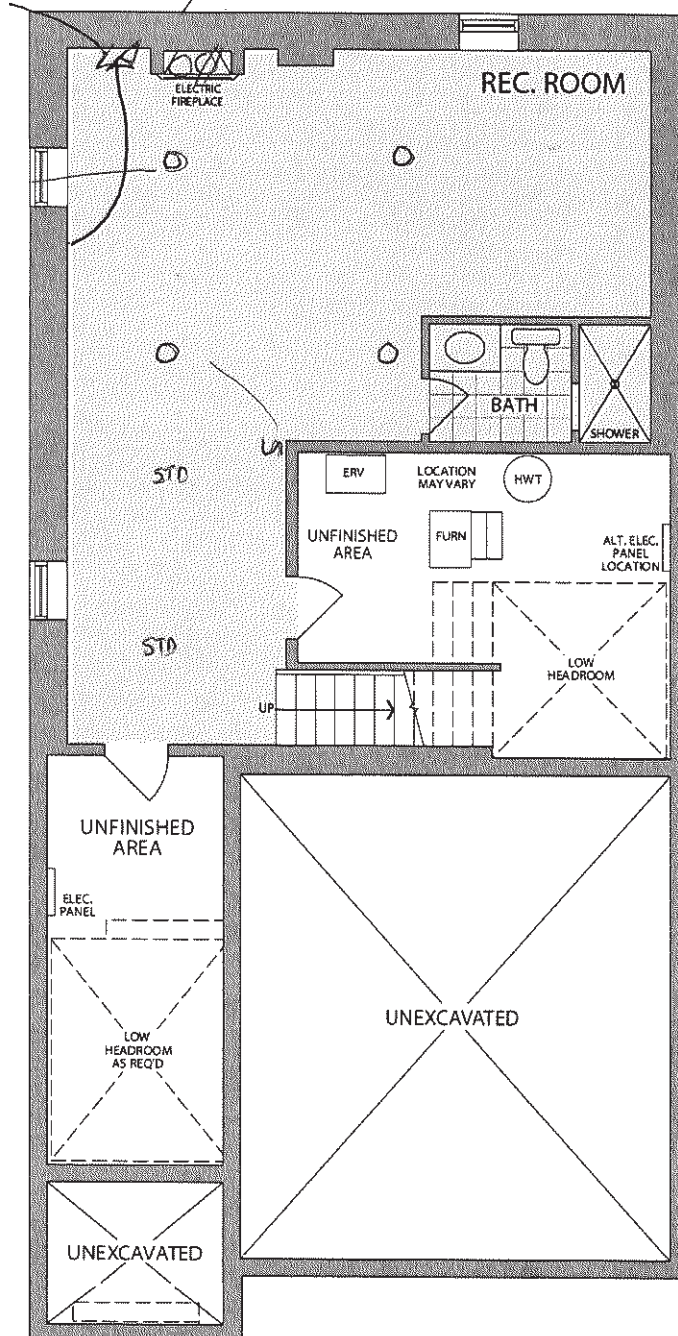 REC. ROOM
ELECTRIC
FIREPLACE
BATH
SHOWER
S
STD
ERV
LOCATION
MAY VARY
HWT
UNFINISHED
AREA
FURN
ALT. ELEC.
PANEL
LOCATION
STD
LOW
HEADROOM
UP
UNFINISHED
AREA
ELEC.
PANEL
LOW
HEADROOM
AS REQ'D
UNEXCAVATED
UNEXCAVATED